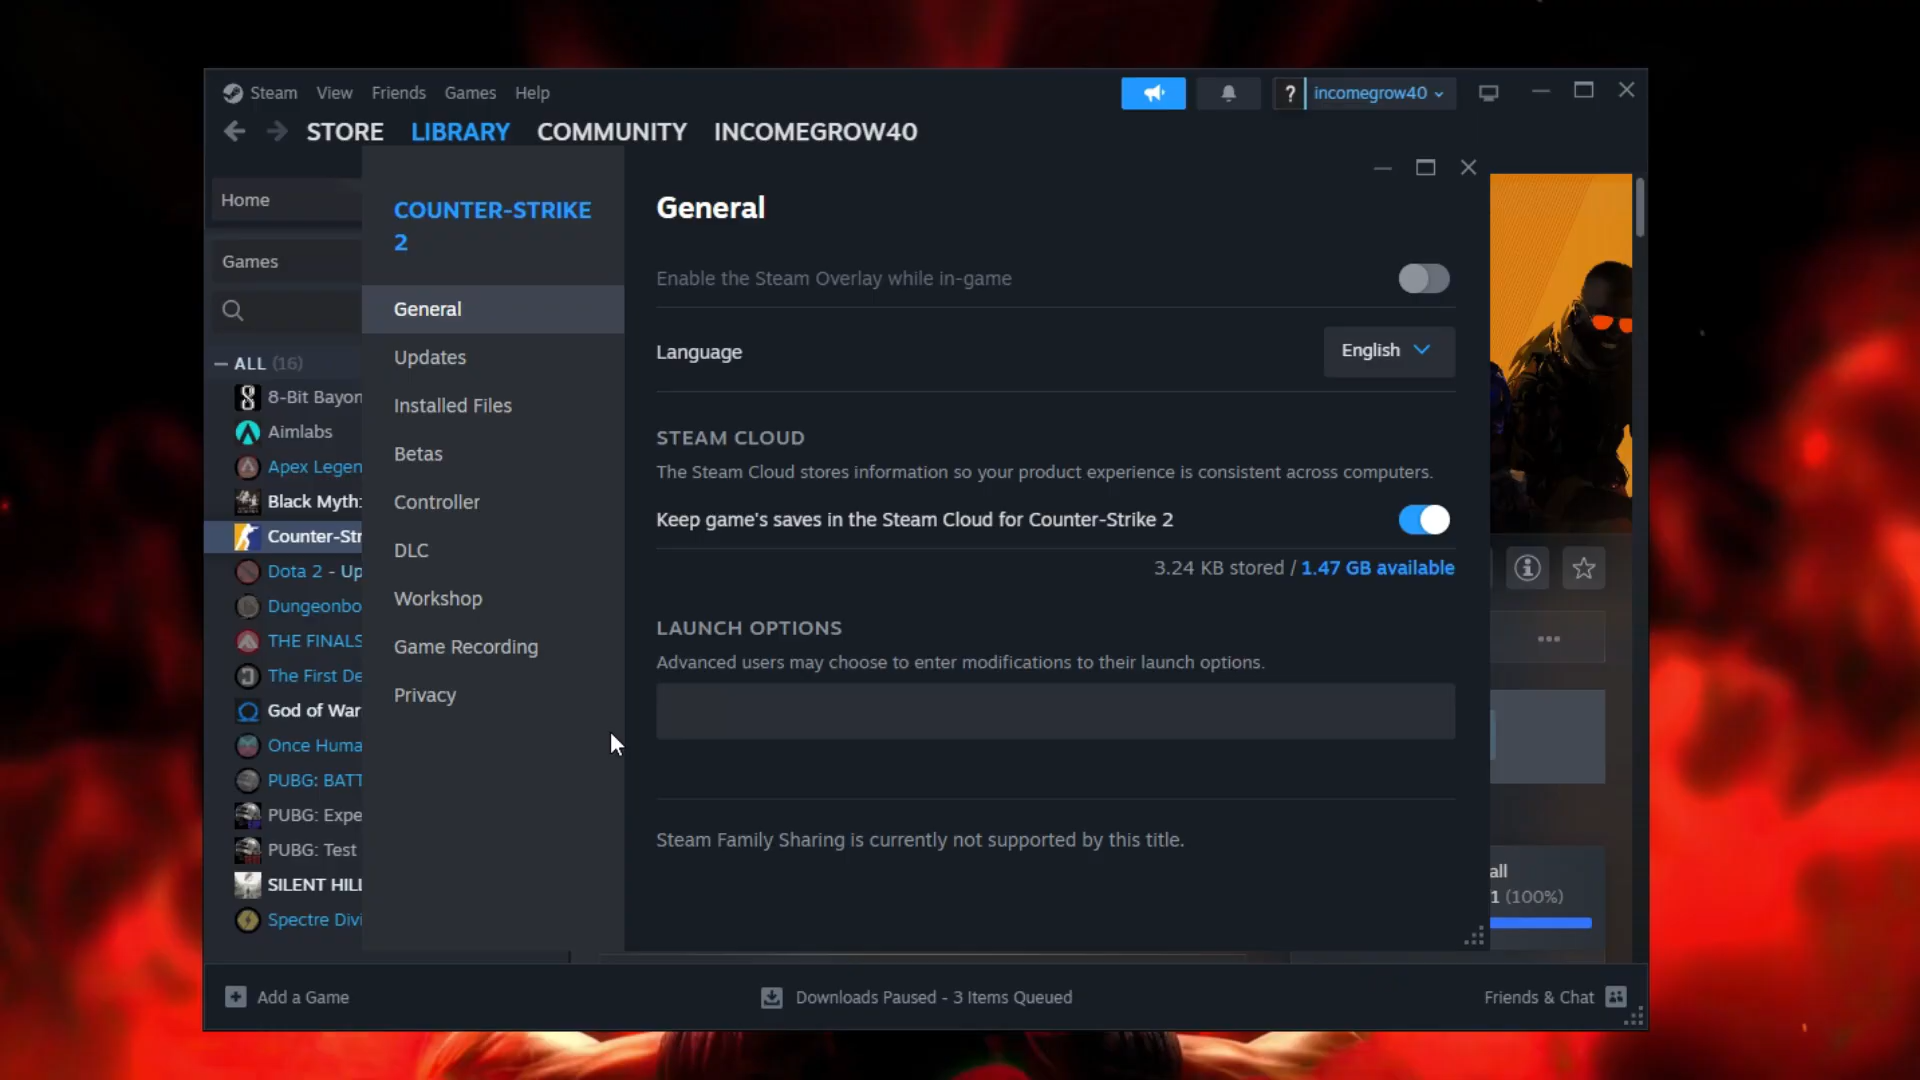 Steam View Friends Games Help
? incomegrow40
STORE LIBRARY COMMUNITY INCOMEGROW40
Home
Games
ALL (16)
8-Bit Bayon
Aimlabs
Apex Legen
Black Myth:
Counter-Str
Dota 2 - Up
Dungeonbo
THE FINALS
The First De
God of War
Once Huma
PUBG: BATT
PUBG: Expe
PUBG: Test
SILENT HILL
Spectre Divi
COUNTER-STRIKE
2
General
Updates
Installed Files
Betas
Controller
DLC
Workshop
Game Recording
Privacy
General
Enable the Steam Overlay while in-game
Language English
STEAM CLOUD
The Steam Cloud stores information so your product experience is consistent across computers.
Keep game's saves in the Steam Cloud for Counter-Strike 2
3.24 KB stored / 1.47 GB available
LAUNCH OPTIONS
Advanced users may choose to enter modifications to their launch options.
Steam Family Sharing is currently not supported by this title.
all
1 (100%)
Add a Game
Downloads Paused - 3 Items Queued
Friends & Chat